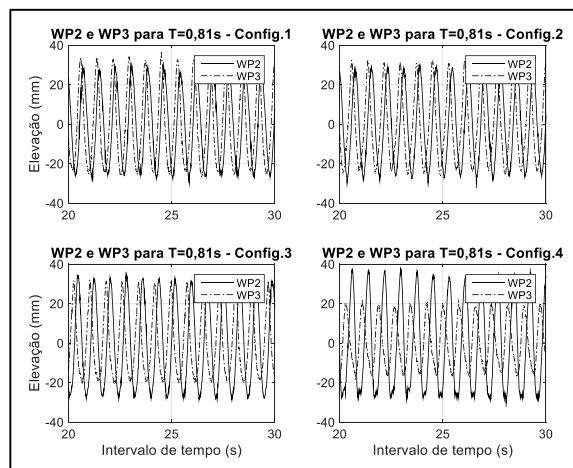 WP2 e WP3 para T=0,81s - Config.1
40
20
0
-20
-40
Elevação (mm)
20
25
30
WP2
WP3
WP2 e WP3 para T=0,81s - Config.2
40
20
0
-20
-40
20
25
30
WP2
WP3
WP2 e WP3 para T=0,81s - Config.3
40
20
0
-20
-40
Elevação (mm)
20
25
30
Intervalo de tempo (s)
WP2
WP3
WP2 e WP3 para T=0,81s - Config.4
40
20
0
-20
-40
20
25
30
Intervalo de tempo (s)
WP2
WP3